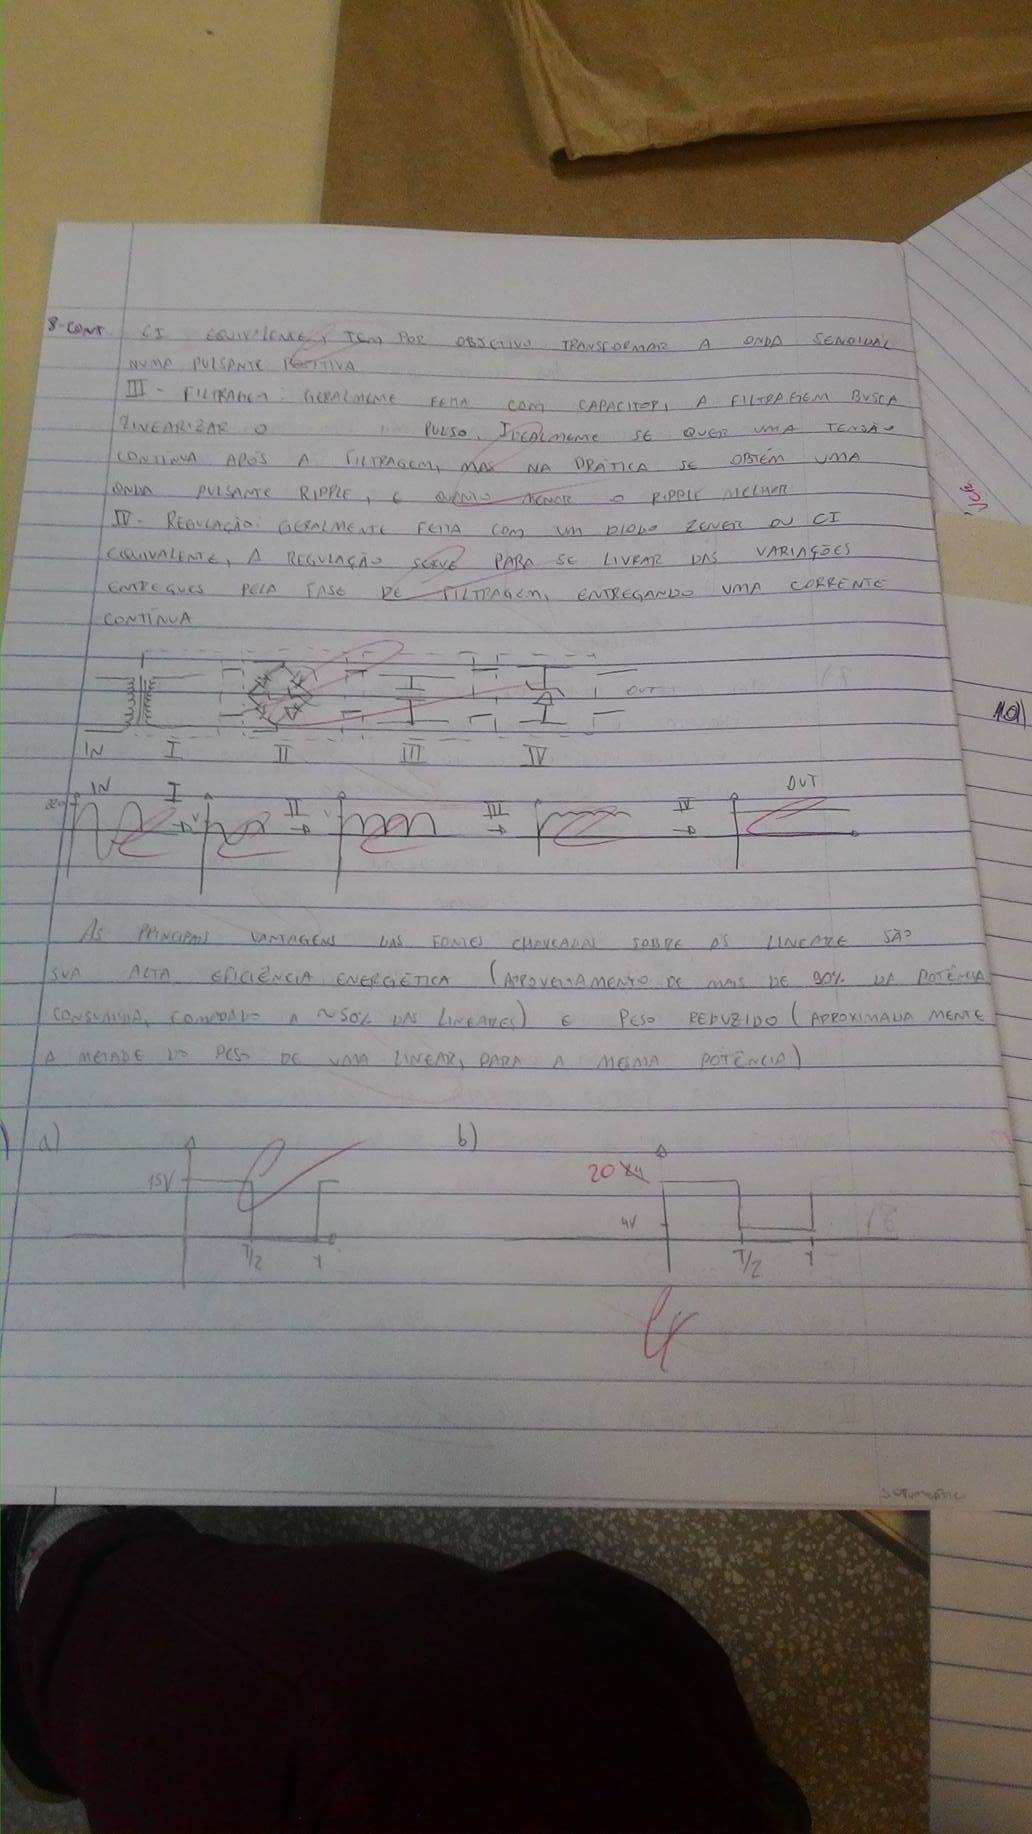 8-CONT CI EQUIVALENTE, TEM POR OBJETIVO TRANSFORMAR A ONDA SENOIDAL
NUMA PULSANTE POSITIVA
III - FILTRAGEM: GERALMENTE FEITA COM CAPACITOR, A FILTRAGEM BUSCA
LINEARIZAR O PULSO. IDEALMENTE SE QUER UMA TENSÃO
CONTÍNUA APÓS A FILTRAGEM, MAS NA PRÁTICA SE OBTÉM UMA
ONDA PULSANTE RIPPLE, E QUANTO MENOR O RIPPLE MELHOR
IV - REGULAÇÃO: GERALMENTE FEITA COM UM DIODO ZENER OU CI
EQUIVALENTE, A REGULAÇÃO SERVE PARA SE LIVRAR DAS VARIAÇÕES
ENTREGUES PELA FASE DE FILTRAGEM, ENTREGANDO UMA CORRENTE
CONTÍNUA
OUT
IN I II III IV
IN I II III IV OUT
AS PRINCIPAIS VANTAGENS DAS FONTES CHAVEADAS SOBRE AS LINEARE SÃO
SUA ALTA EFICIÊNCIA ENERGÉTICA (APROVEITAMENTO DE MAIS DE 90% DA POTÊNCIA
CONSUMIDA, COMPARADO A ~50% DAS LINEARES) E PESO REDUZIDO (APROXIMADAMENTE
A METADE DO PESO DE UMA LINEAR, PARA A MESMA POTÊNCIA)
a) b)
15V 20
4V
T/2 T T/2 T
VCE